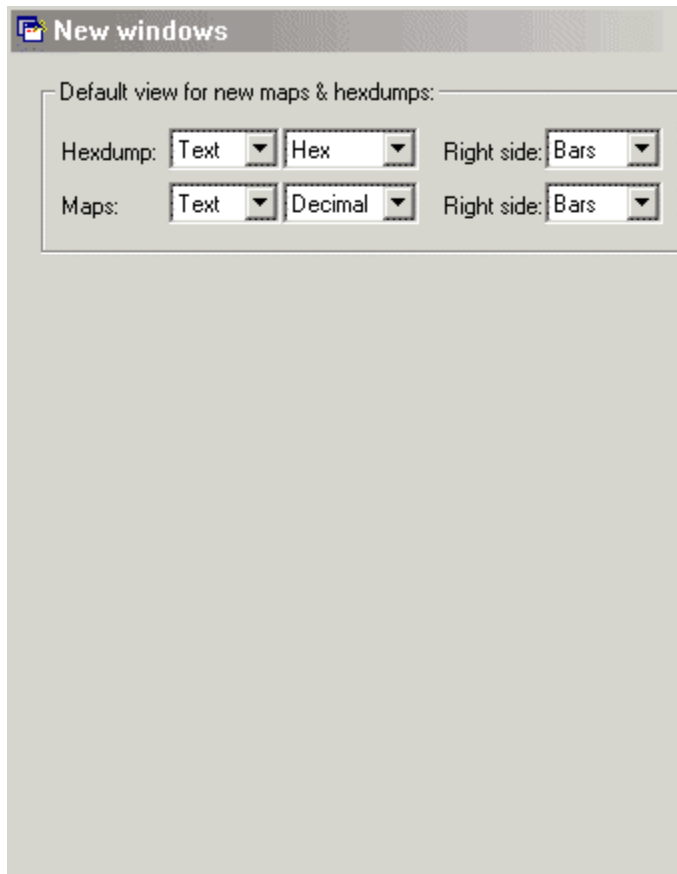 New windows
Default view for new maps & hexdumps:
Hexdump: Text Hex Right side: Bars
Maps: Text Decimal Right side: Bars